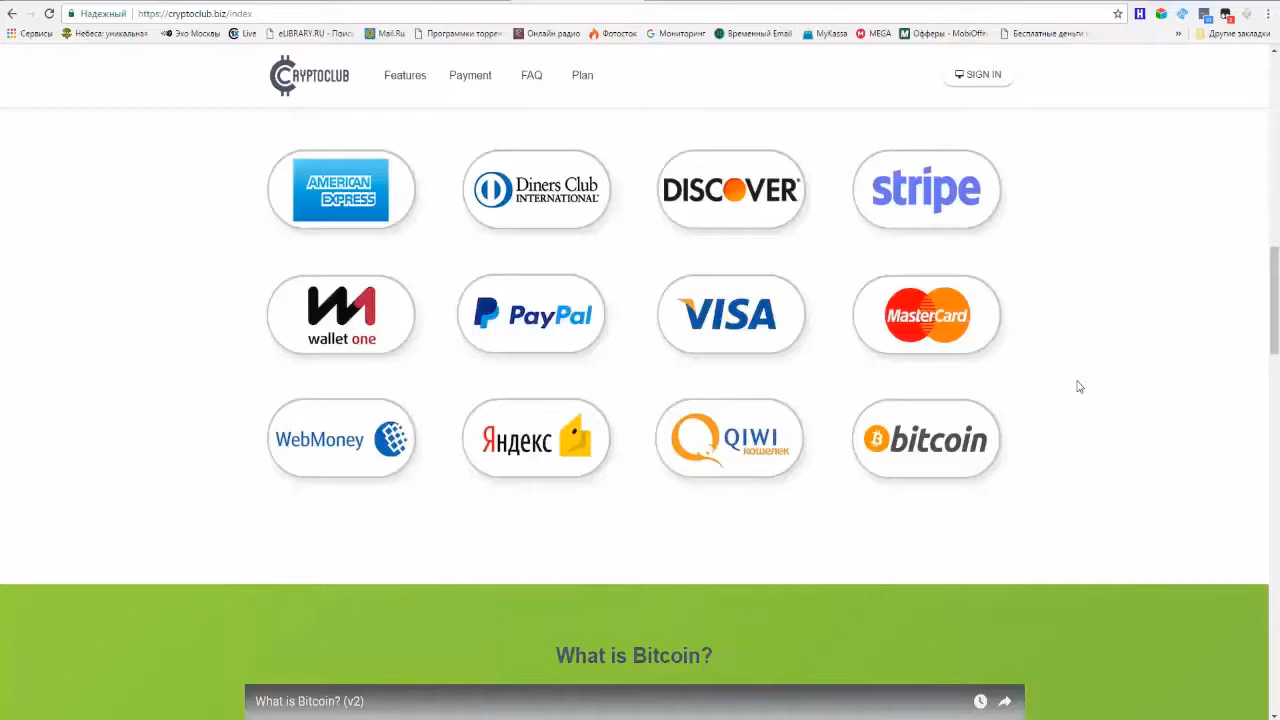 Надежный https://cryptoclub.biz/index
Сервисы Небеса: уникальная Эхо Москвы Live eLIBRARY.RU - Поиск Mail.Ru Программки торрен Онлайн радио Фотосток Мониторинг Временный Email MyKassa MEGA Офферы - MobiOffe Бесплатные деньги » Другие закладки
CRYPTOCLUB Features Payment FAQ Plan SIGN IN
AMERICAN EXPRESS
Diners Club INTERNATIONAL
DISCOVER
stripe
wallet one
PayPal
VISA
MasterCard
WebMoney
Яндекс
QIWI кошелек
bitcoin
What is Bitcoin?
What is Bitcoin? (v2)